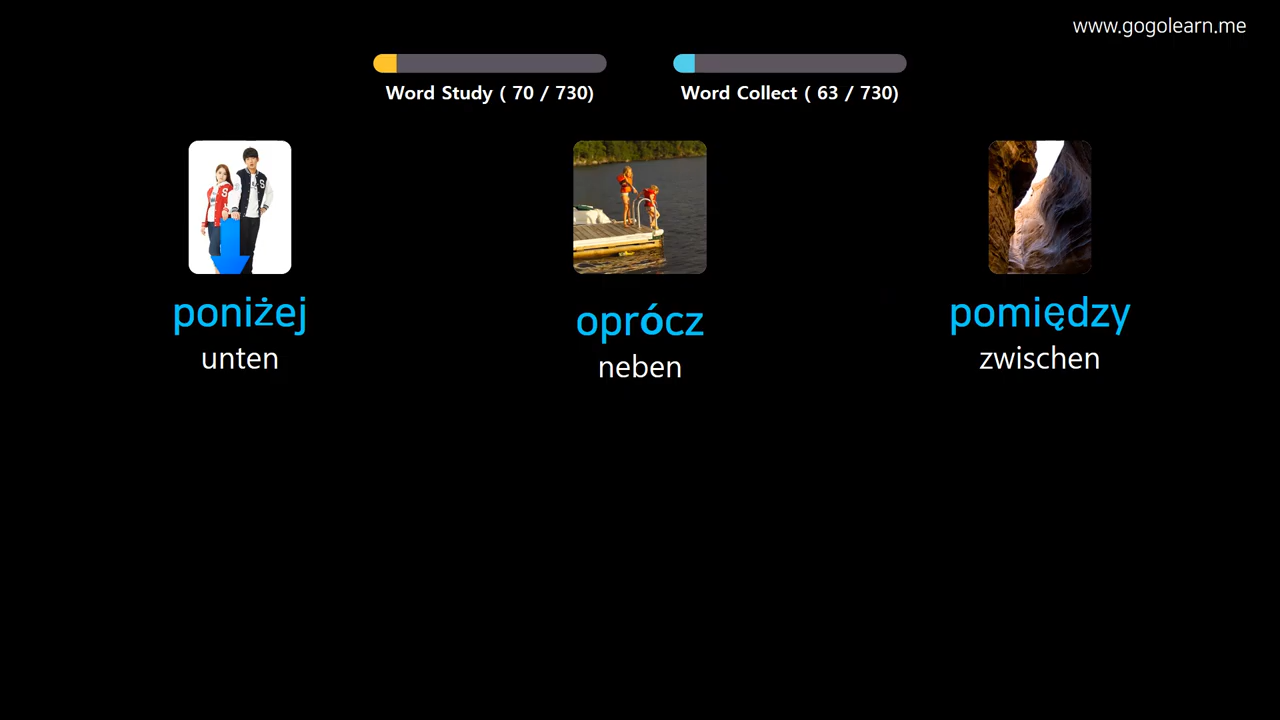 www.gogolearn.me
Word Study ( 70 / 730)
Word Collect ( 63 / 730)
poniżej
unten
oprócz
neben
pomiędzy
zwischen